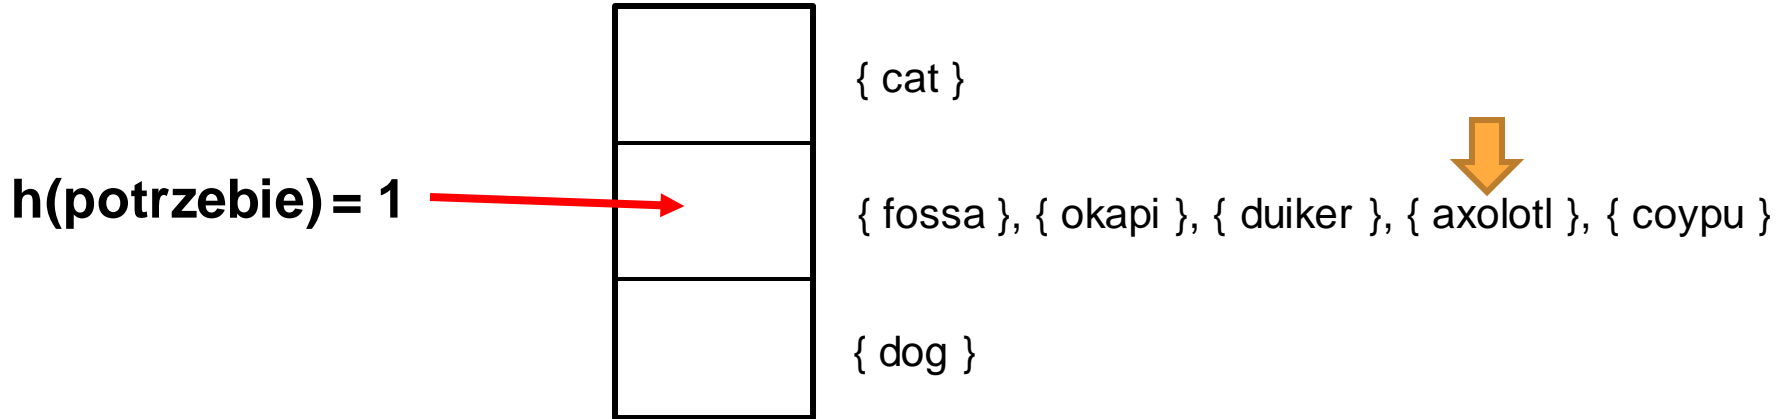 { cat }
h(potrzebie) = 1
{ fossa }, { okapi }, { duiker }, { axolotl }, { coypu }
{ dog }